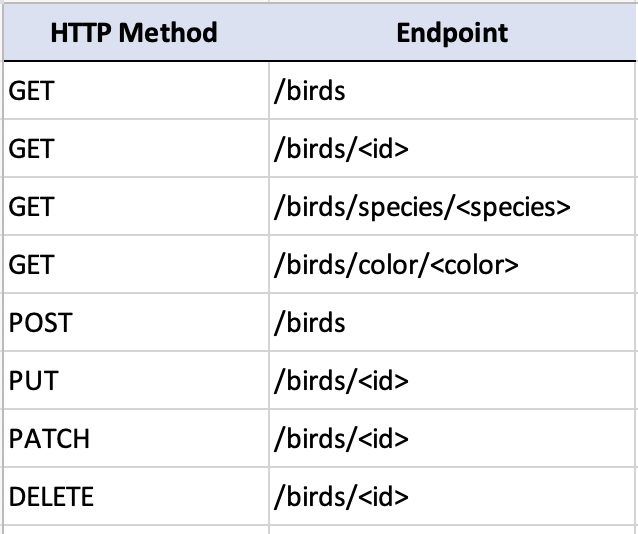 HTTP Method Endpoint
GET /birds
GET /birds/<id>
GET /birds/species/<species>
GET /birds/color/<color>
POST /birds
PUT /birds/<id>
PATCH /birds/<id>
DELETE /birds/<id>